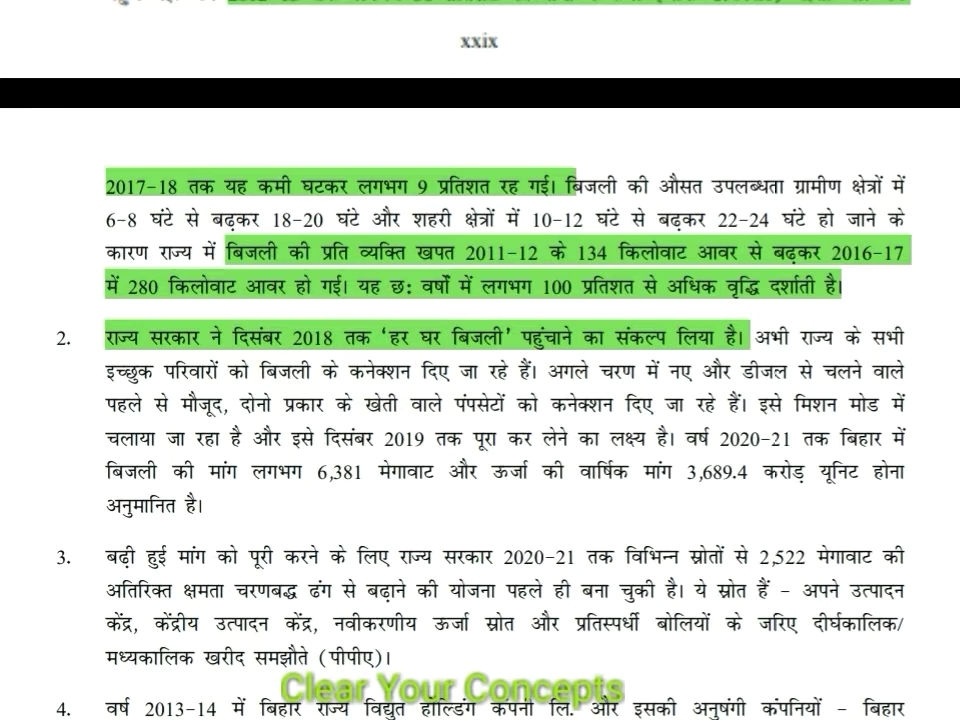 xxix
2017-18 तक यह कमी घटकर लगभग 9 प्रतिशत रह गई। बिजली की औसत उपलब्धता ग्रामीण क्षेत्रों में
6-8 घंटे से बढ़कर 18-20 घंटे और शहरी क्षेत्रों में 10-12 घंटे से बढ़कर 22-24 घंटे हो जाने के
कारण राज्य में बिजली की प्रति व्यक्ति खपत 2011-12 के 134 किलोवाट आवर से बढ़कर 2016-17
में 280 किलोवाट आवर हो गई। यह छः वर्षों में लगभग 100 प्रतिशत से अधिक वृद्धि दर्शाती है।
2. राज्य सरकार ने दिसंबर 2018 तक ‘हर घर बिजली’ पहुंचाने का संकल्प लिया है। अभी राज्य के सभी
इच्छुक परिवारों को बिजली के कनेक्शन दिए जा रहे हैं। अगले चरण में नए और डीजल से चलने वाले
पहले से मौजूद, दोनो प्रकार के खेती वाले पंपसेटों को कनेक्शन दिए जा रहे हैं। इसे मिशन मोड में
चलाया जा रहा है और इसे दिसंबर 2019 तक पूरा कर लेने का लक्ष्य है। वर्ष 2020-21 तक बिहार में
बिजली की मांग लगभग 6,381 मेगावाट और ऊर्जा की वार्षिक मांग 3,689.4 करोड़ यूनिट होना
अनुमानित है।
3. बढ़ी हुई मांग को पूरी करने के लिए राज्य सरकार 2020-21 तक विभिन्न स्रोतों से 2,522 मेगावाट की
अतिरिक्त क्षमता चरणबद्ध ढंग से बढ़ाने की योजना पहले ही बना चुकी है। ये स्रोत हैं - अपने उत्पादन
केंद्र, केंद्रीय उत्पादन केंद्र, नवीकरणीय ऊर्जा स्रोत और प्रतिस्पर्धी बोलियों के जरिए दीर्घकालिक/
मध्यकालिक खरीद समझौते (पीपीए)।
Clear Your Concepts
4. वर्ष 2013-14 में बिहार राज्य विद्युत होल्डिंग कंपनी लि. और इसकी अनुषंगी कंपनियों - बिहार